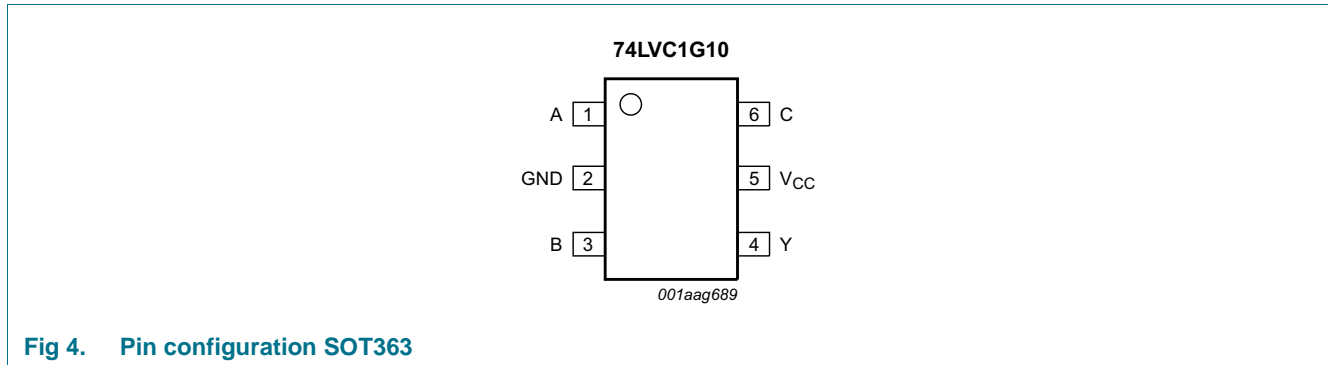 74LVC1G10
A 1 6 C
GND 2 5 VCC
B 3 4 Y
001aag689
Fig 4. Pin configuration SOT363